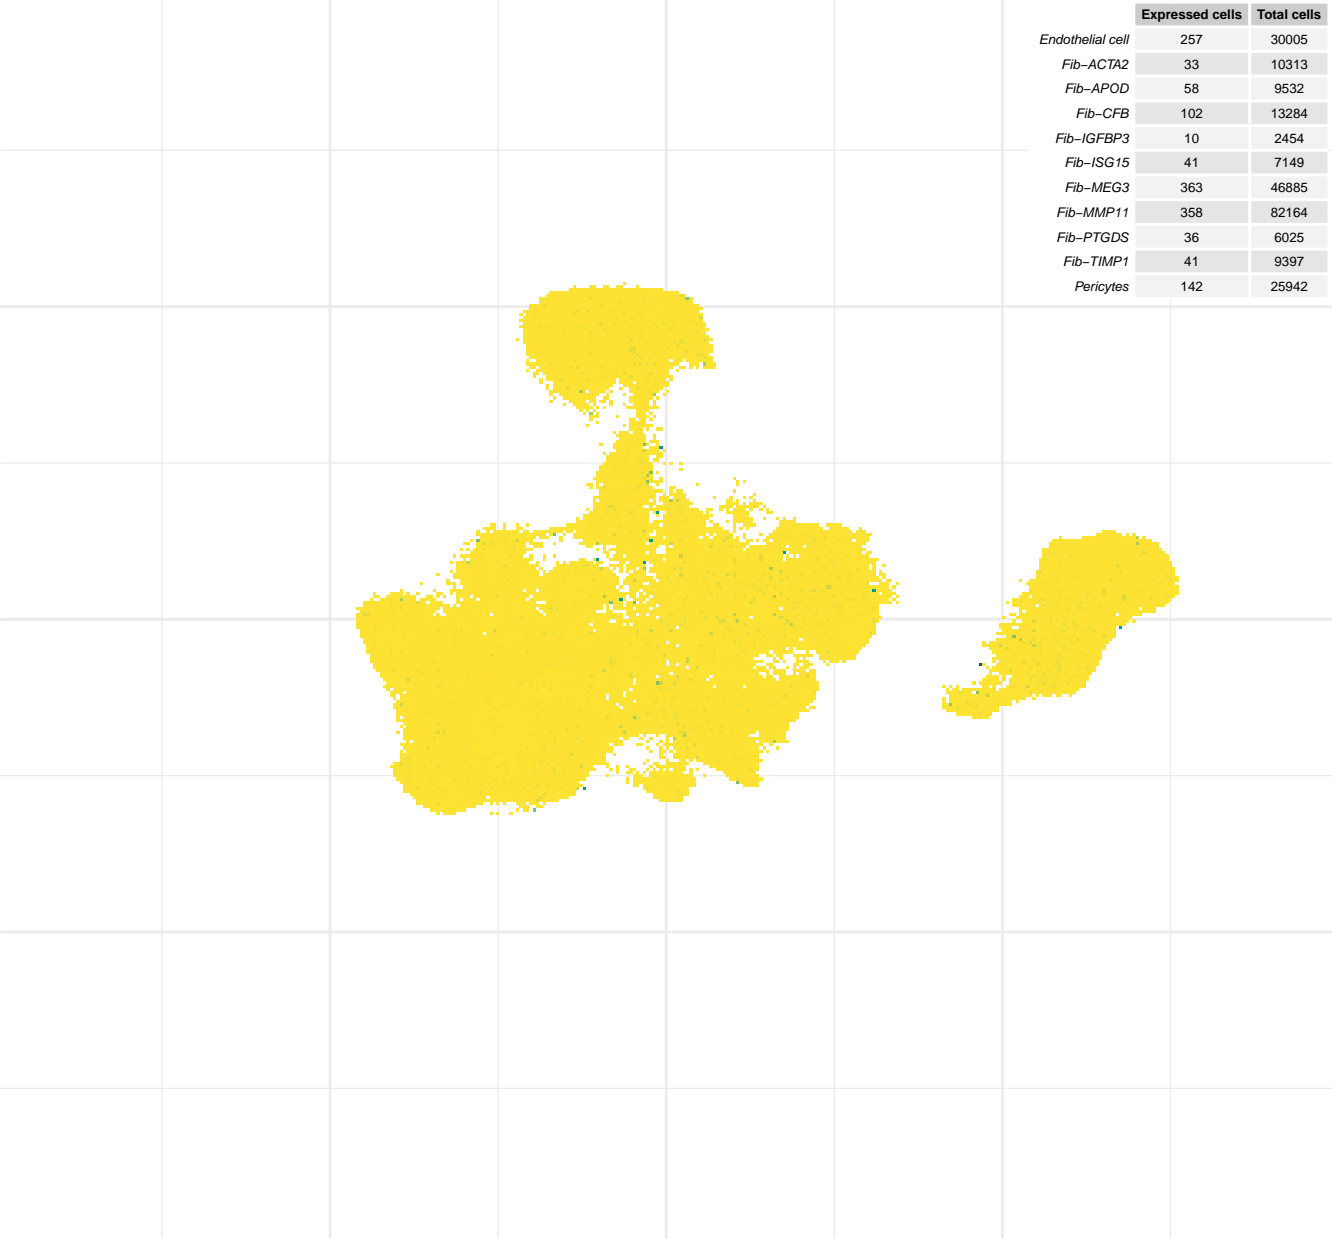 Expressed cells Total cells
Endothelial cell 257 30005
Fib−ACTA2 33 10313
Fib−APOD 58 9532
Fib−CFB 102 13284
Fib−IGFBP3 10 2454
Fib−ISG15 41 7149
Fib−MEG3 363 46885
Fib−MMP11 358 82164
Fib−PTGDS 36 6025
Fib−TIMP1 41 9397
Pericytes 142 25942